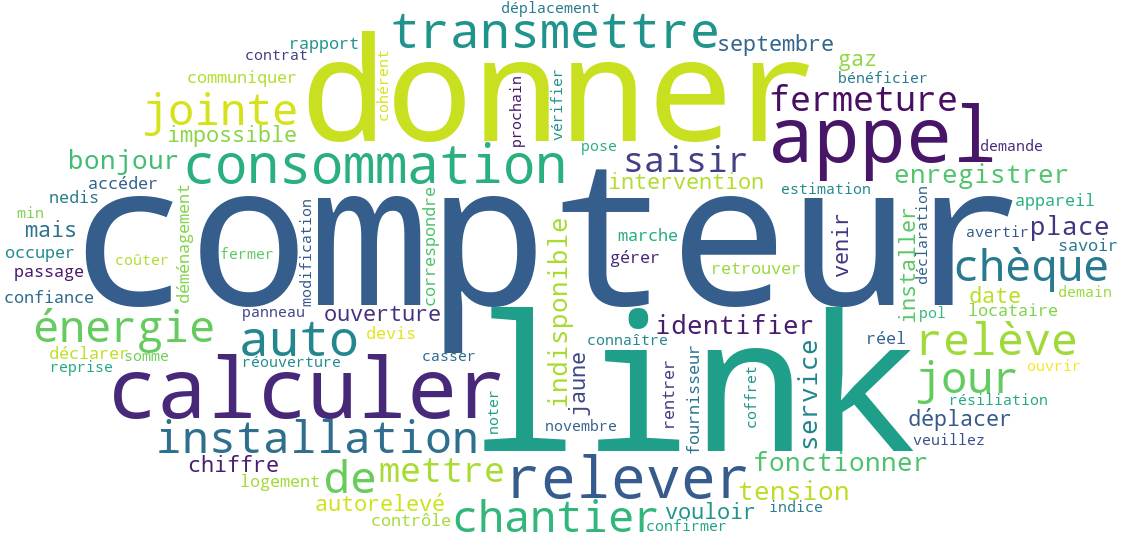 déplacement
transmettre
septembre
rapport
contrat
communiquer
cohérent
donner
prochain
vérifier
gaz
bénéficier
jointe
fermeture
impossible
appel
demande
bonjour
consommation
pose
saisir
intervention
estimation
enregistrer
accéder
nedis
min
mais
occuper
passage
confiance
déménagement
coûter
fermer
modification
correspondre
compteur
indisponible
marche
gérer
retrouver
venir
installer
déclaration
appareil
place
avertir
savoir
chèque
date
demain
locataire
pol
énergie
panneau
ouverture
auto
devis
identifier
connaître
réel
relève
ouvrir
déclarer
somme
reprise
réouverture
casser
link
calculer
jaune
rentrer
fournisseur
coffret
service
jour
résiliation
noter
novembre
déplacer
veuillez
installation
chiffre
logement
de
mettre
relever
fonctionner
tension
autorelevé
contrôle
chantier
vouloir
confirmer
indice